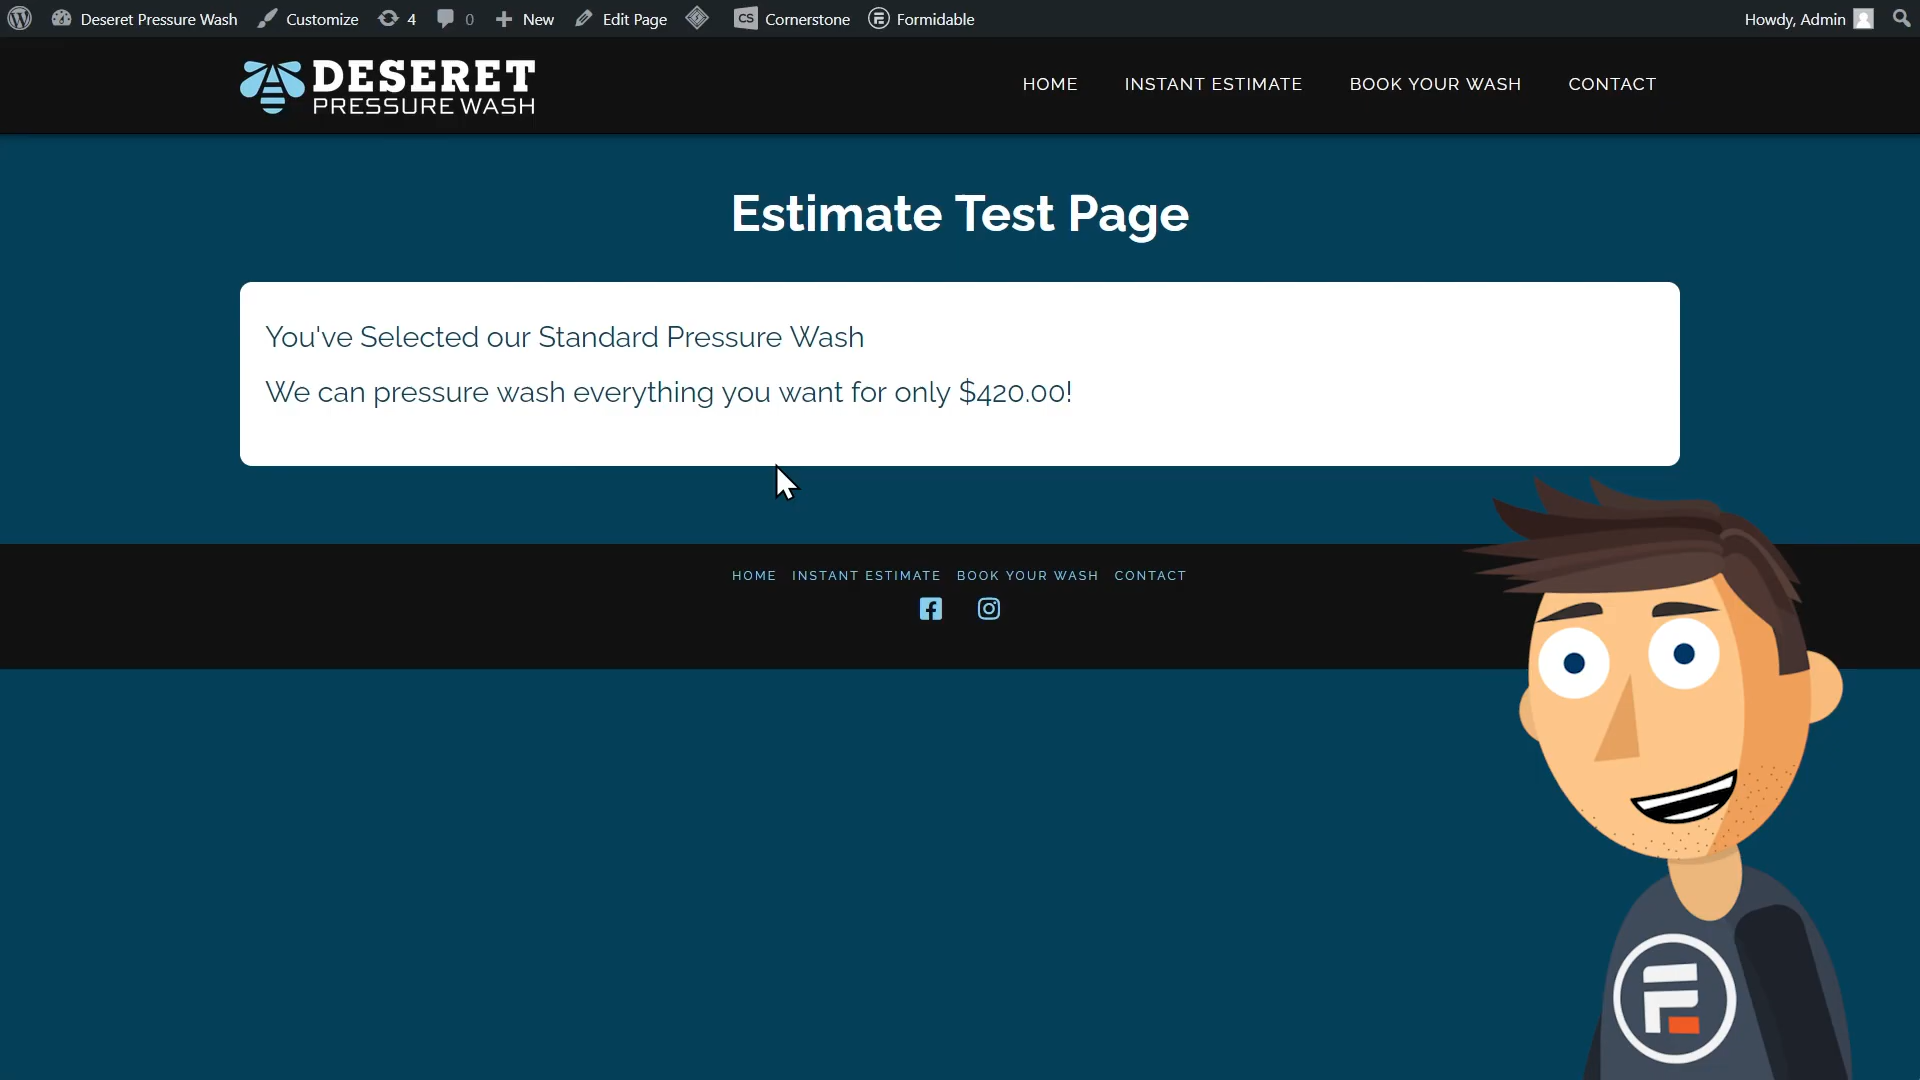 Deseret Pressure Wash Customize 4 0 New Edit Page CS Cornerstone Formidable Howdy, Admin
DESERET
PRESSURE WASH
HOME INSTANT ESTIMATE BOOK YOUR WASH CONTACT
Estimate Test Page
You've Selected our Standard Pressure Wash
We can pressure wash everything you want for only $420.00!
HOME INSTANT ESTIMATE BOOK YOUR WASH CONTACT